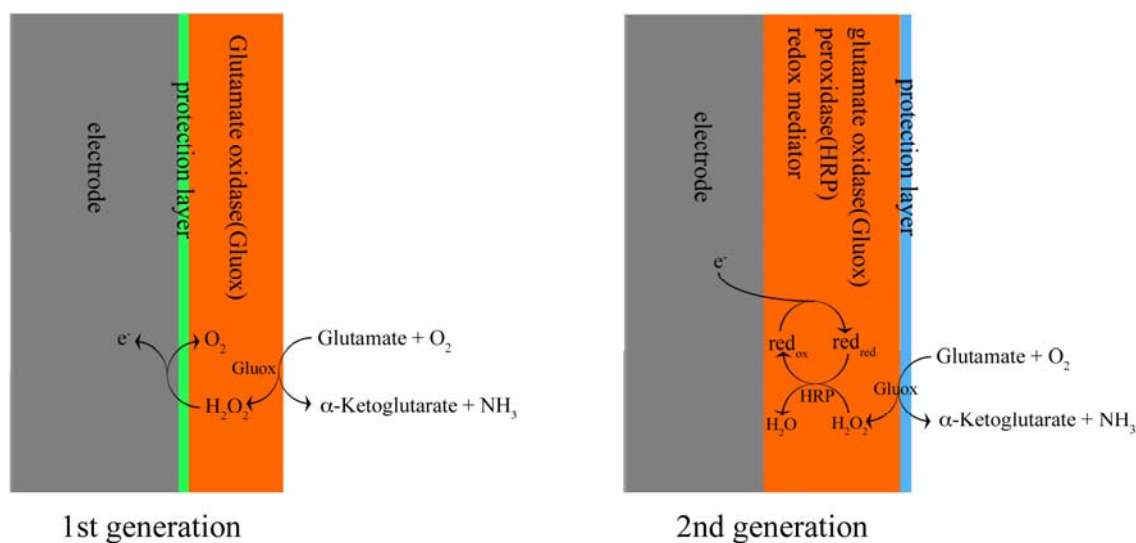 electrode
protection layer
Glutamate oxidase(Gluox)
e-
O2
Glutamate + O2
Gluox
H2O2
α-Ketoglutarate + NH3
1st generation
electrode
glutamate oxidase(Gluox)
peroxidase(HRP)
redox mediator
protection layer
e-
redox
redred
Glutamate + O2
Gluox
HRP
H2O
H2O2
α-Ketoglutarate + NH3
2nd generation